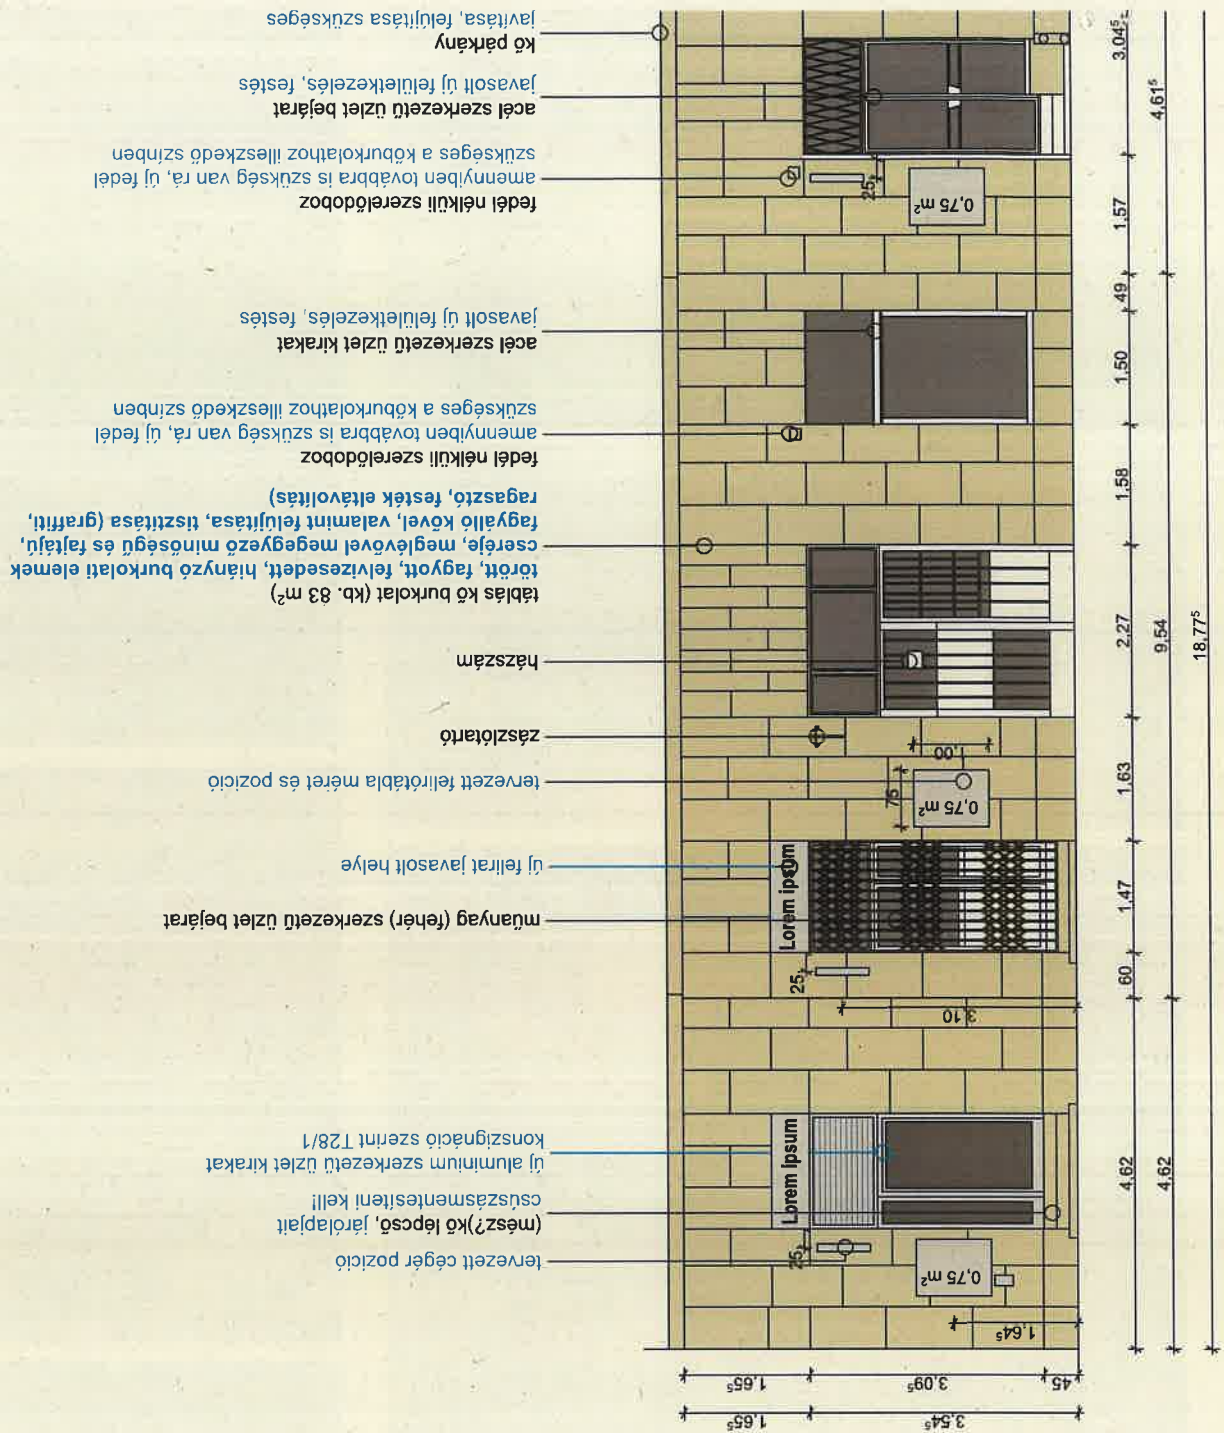 tervezett cégér pozíció
(mész?)kő lépcső, járólapjait
csúszásmentesíteni kell!
új alumínium szerkezetű üzlet kirakat
konszignáció szerint T28/1
műanyag (fehér) szerkezetű üzlet bejárat
új felirat javasolt helye
tervezett felirótábla méret és pozíció
zászlótartó
házszám
táblás kő burkolat (kb. 83 m²)
törött, fagyott, felvizesedett, hiányzó burkolati elemek
cseréje, meglévővel megegyező minőségű és fajtájú,
fagyálló kővel, valamint felújítása, tisztítása (graffiti,
ragasztó, festék eltávolítás)
fedél nélküli szerelődoboz
amennyiben továbbra is szükség van rá, új fedél
szükséges a kőburkolathoz illeszkedő színben
acél szerkezetű üzlet kirakat
javasolt új felületkezelés, festés
fedél nélküli szerelődoboz
amennyiben továbbra is szükség van rá, új fedél
szükséges a kőburkolathoz illeszkedő színben
acél szerkezetű üzlet bejárat
javasolt új felületkezelés, festés
kő párkány
javítása, felújítása szükséges
3,54⁵
1,65⁵
45
3,09⁵
1,65⁵
1,64⁵
0,75 m²
25
Lorem ipsum
3,10
25
Lorem ipsum
0,75 m²
75
1,00
0,75 m²
25
4,62
60
1,47
1,63
2,27
1,58
1,50
49
1,57
3,04⁵
4,62
9,54
4,61⁵
18,77⁵